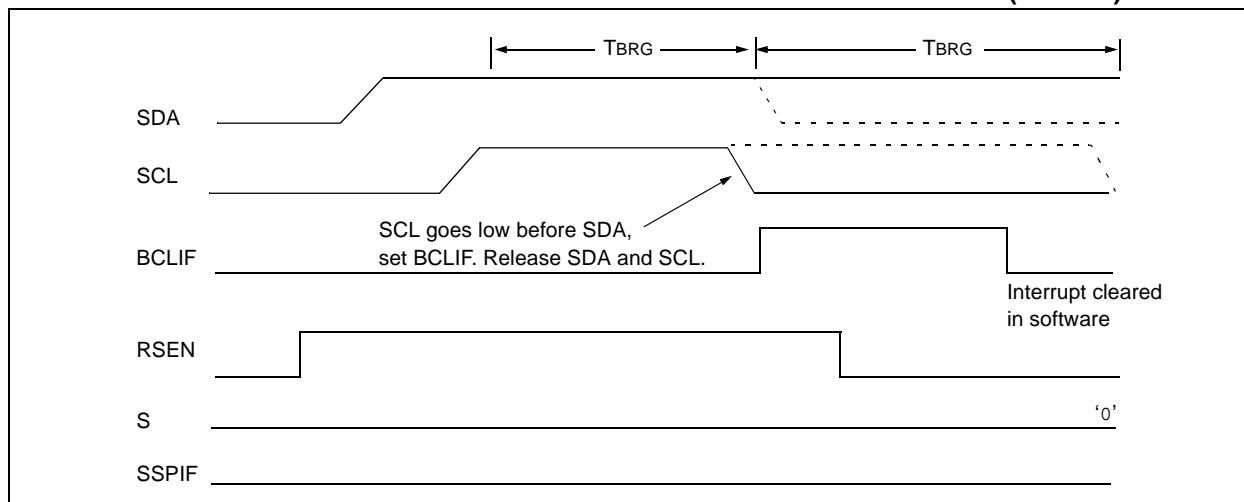 TBRG TBRG
SDA
SCL
SCL goes low before SDA,
set BCLIF. Release SDA and SCL.
BCLIF
Interrupt cleared
in software
RSEN
S
‘0’
SSPIF